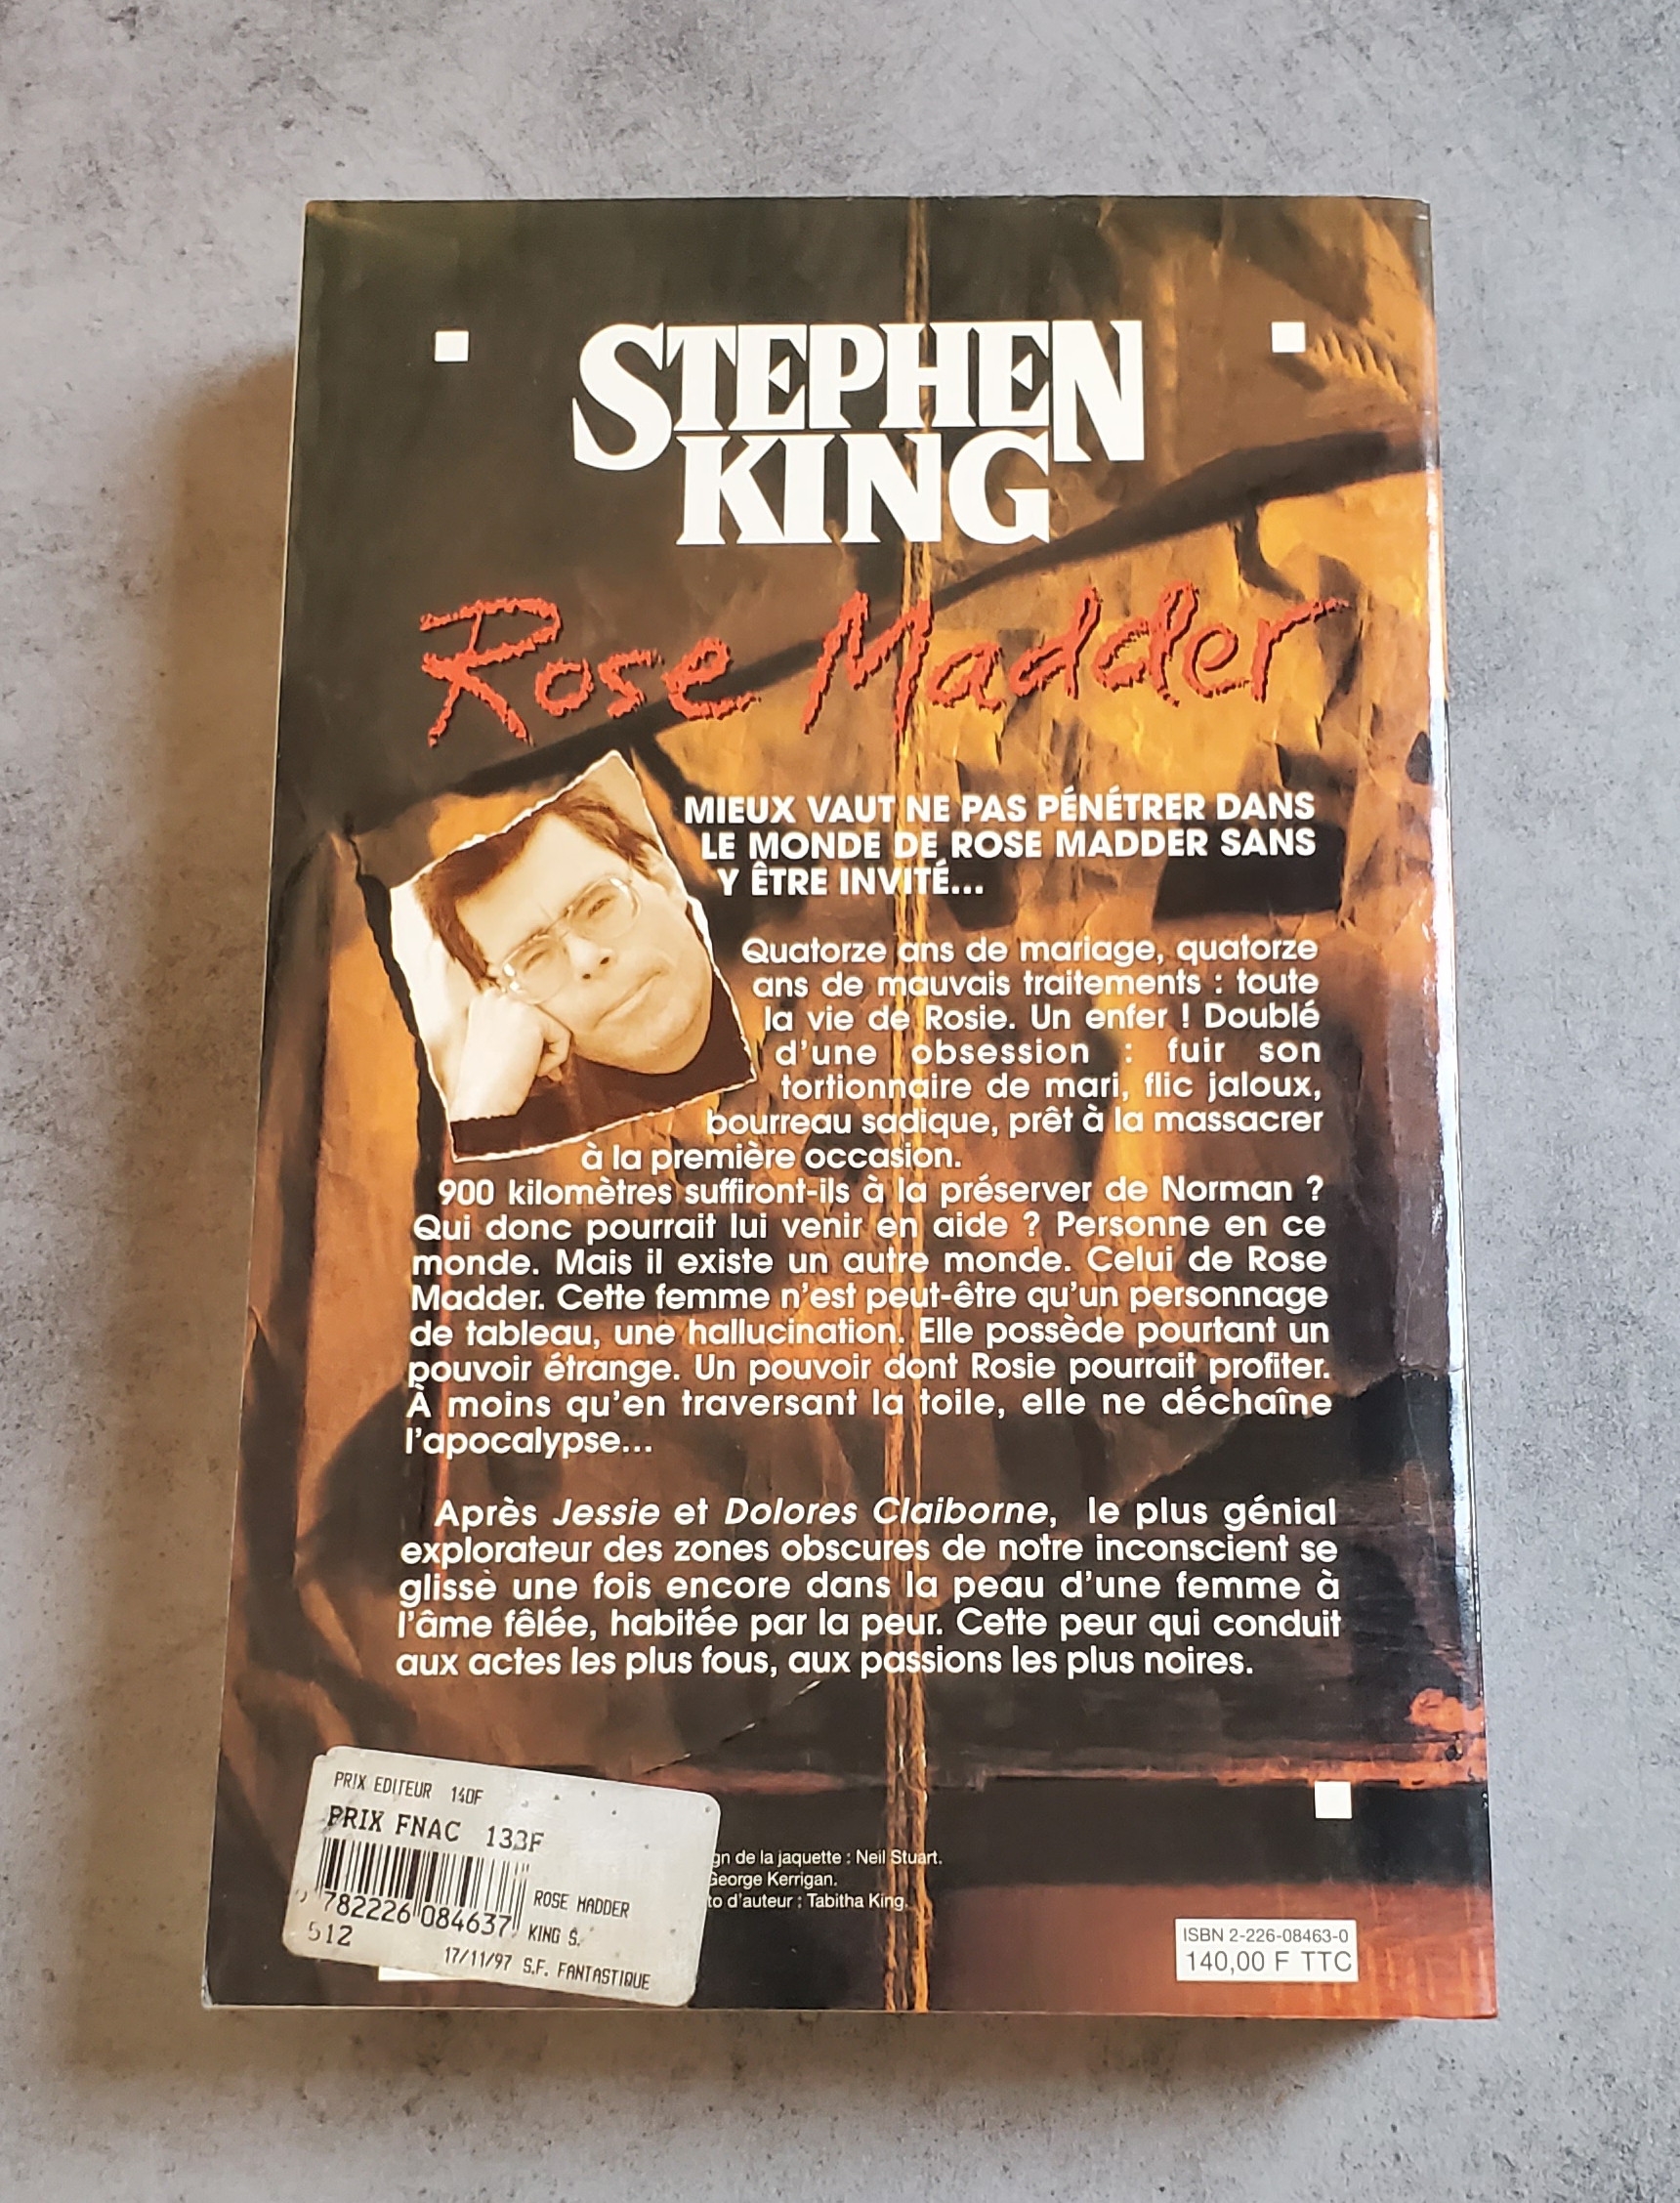 STEPHEN
KING
Rose Madder
MIEUX VAUT NE PAS PÉNÉTRER DANS
LE MONDE DE ROSE MADDER SANS
Y ÊTRE INVITÉ...
Quatorze ans de mariage, quatorze
ans de mauvais traitements : toute
la vie de Rosie. Un enfer ! Doublé
d'une obsession : fuir son
tortionnaire de mari, flic jaloux,
bourreau sadique, prêt à la massacrer
à la première occasion.
900 kilomètres suffiront-ils à la préserver de Norman ?
Qui donc pourrait lui venir en aide ? Personne en ce
monde. Mais il existe un autre monde. Celui de Rose
Madder. Cette femme n'est peut-être qu'un personnage
de tableau, une hallucination. Elle possède pourtant un
pouvoir étrange. Un pouvoir dont Rosie pourrait profiter.
À moins qu'en traversant la toile, elle ne déchaîne
l'apocalypse...
Après Jessie et Dolores Claiborne, le plus génial
explorateur des zones obscures de notre inconscient se
glisse une fois encore dans la peau d'une femme à
l'âme fêlée, habitée par la peur. Cette peur qui conduit
aux actes les plus fous, aux passions les plus noires.
PRIX EDITEUR 140F
PRIX FNAC 133F
782226 084637
ROSE MADDER
KING S.
512
17/11/97 S.F. FANTASTIQUE
gn de la jaquette : Neil Stuart.
George Kerrigan.
to d'auteur : Tabitha King.
ISBN 2-226-08463-0
140,00 F TTC